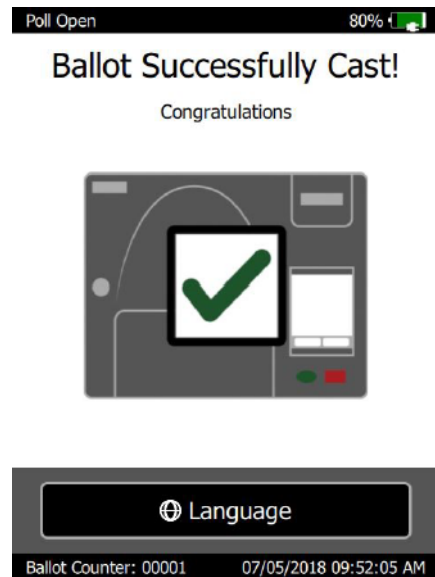 Poll Open 80%
Ballot Successfully Cast!
Congratulations
Language
Ballot Counter: 00001 07/05/2018 09:52:05 AM